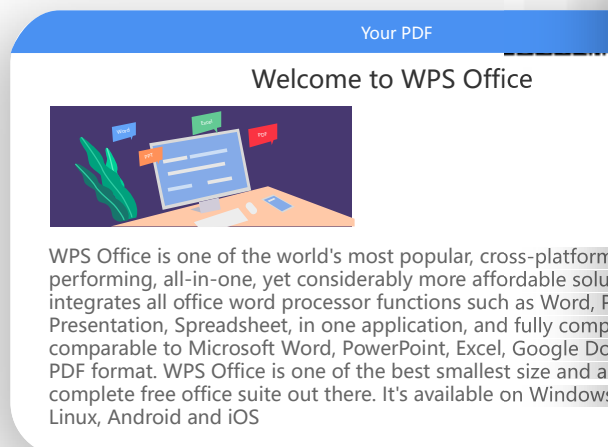 Your PDF
Welcome to WPS Office
Word
Total
PDF
PPT
WPS Office is one of the world's most popular, cross-platform
performing, all-in-one, yet considerably more affordable solu
integrates all office word processor functions such as Word, P
Presentation, Spreadsheet, in one application, and fully comp
comparable to Microsoft Word, PowerPoint, Excel, Google Do
PDF format. WPS Office is one of the best smallest size and a
complete free office suite out there. It's available on Windows
Linux, Android and iOS